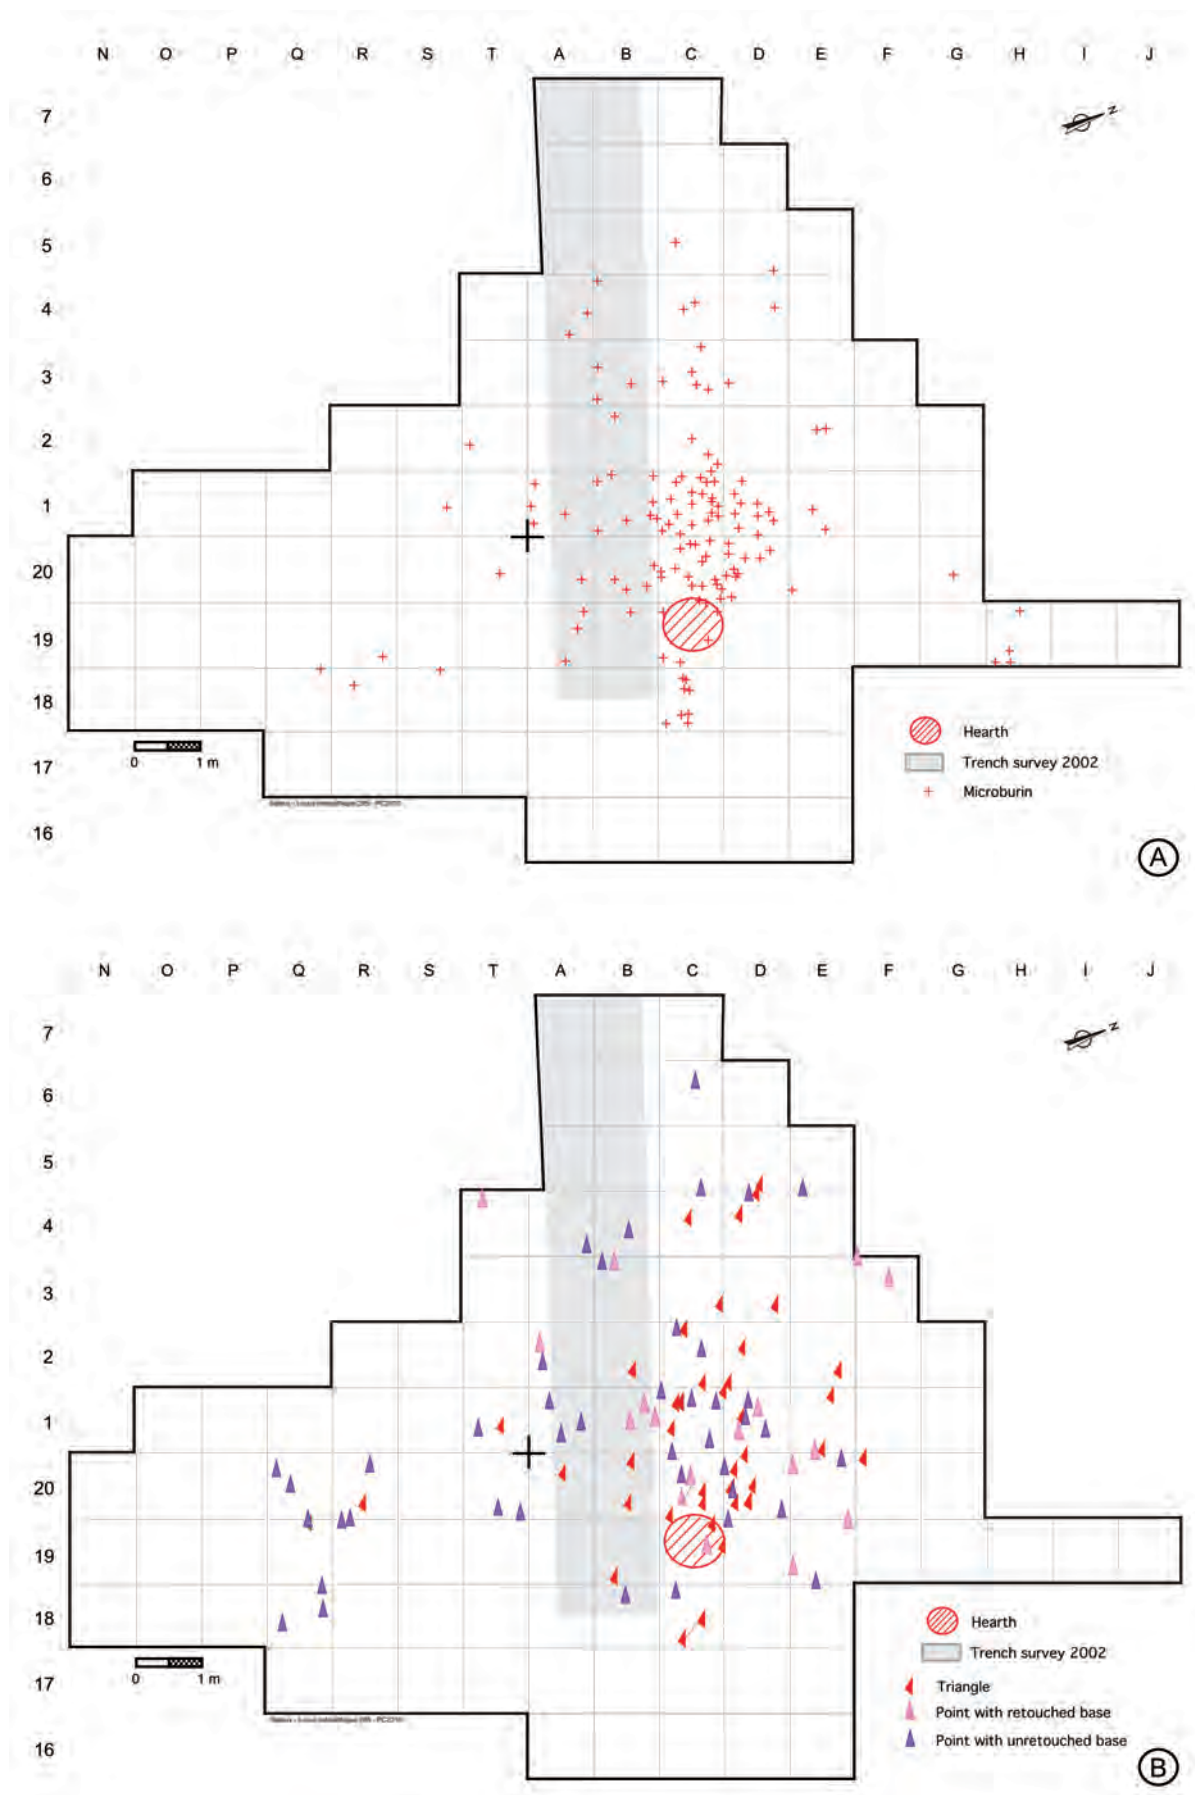 N O P Q R S T A B C D E F G H I J
7
6
5
4
3
2
1
20
19
18
17
16
Z
0 1 m
Hearth
Trench survey 2002
Microburin
A
N O P Q R S T A B C D E F G H I J
7
6
5
4
3
2
1
20
19
18
17
16
Z
0 1 m
Hearth
Trench survey 2002
Triangle
Point with retouched base
Point with unretouched base
B